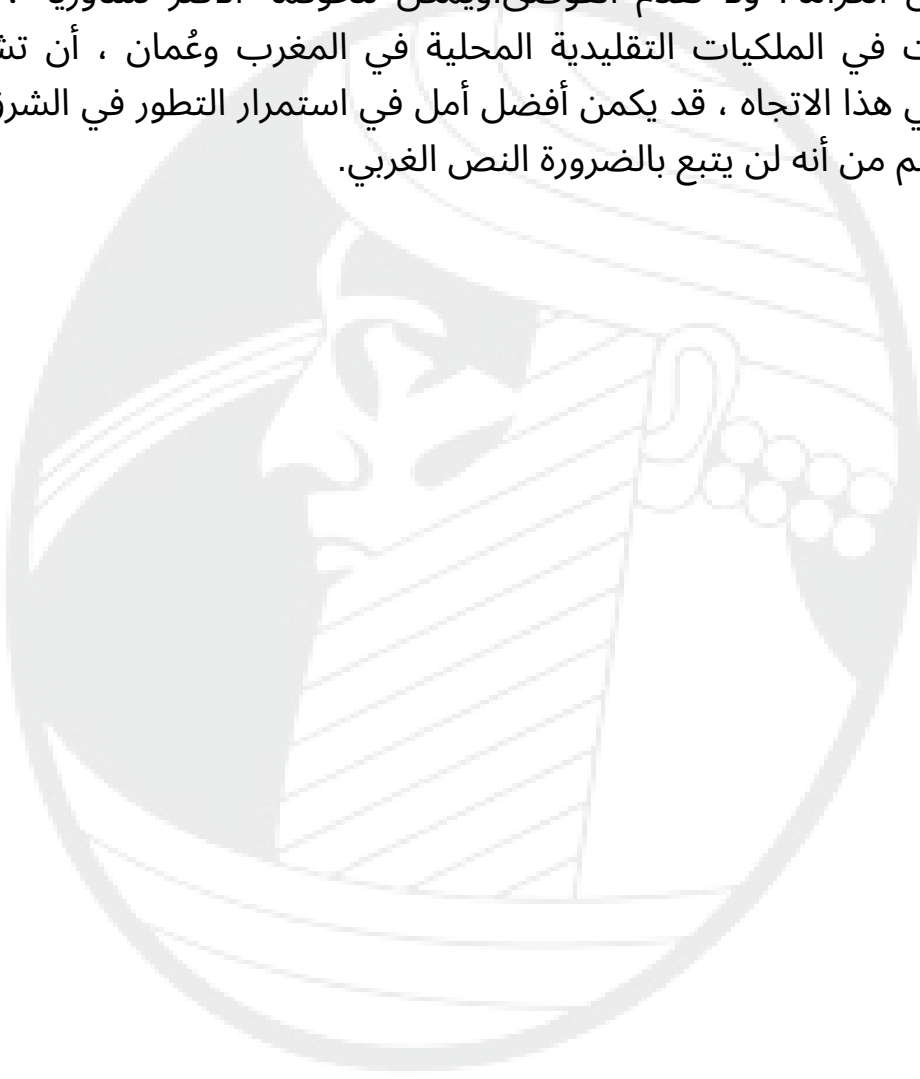 ت في الملكيات التقليدية المحلية في المغرب وعُمان ، أن تش
ي هذا الاتجاه ، قد يكمن أفضل أمل في استمرار التطور في الشرق
م من أنه لن يتبع بالضرورة النص الغربي.